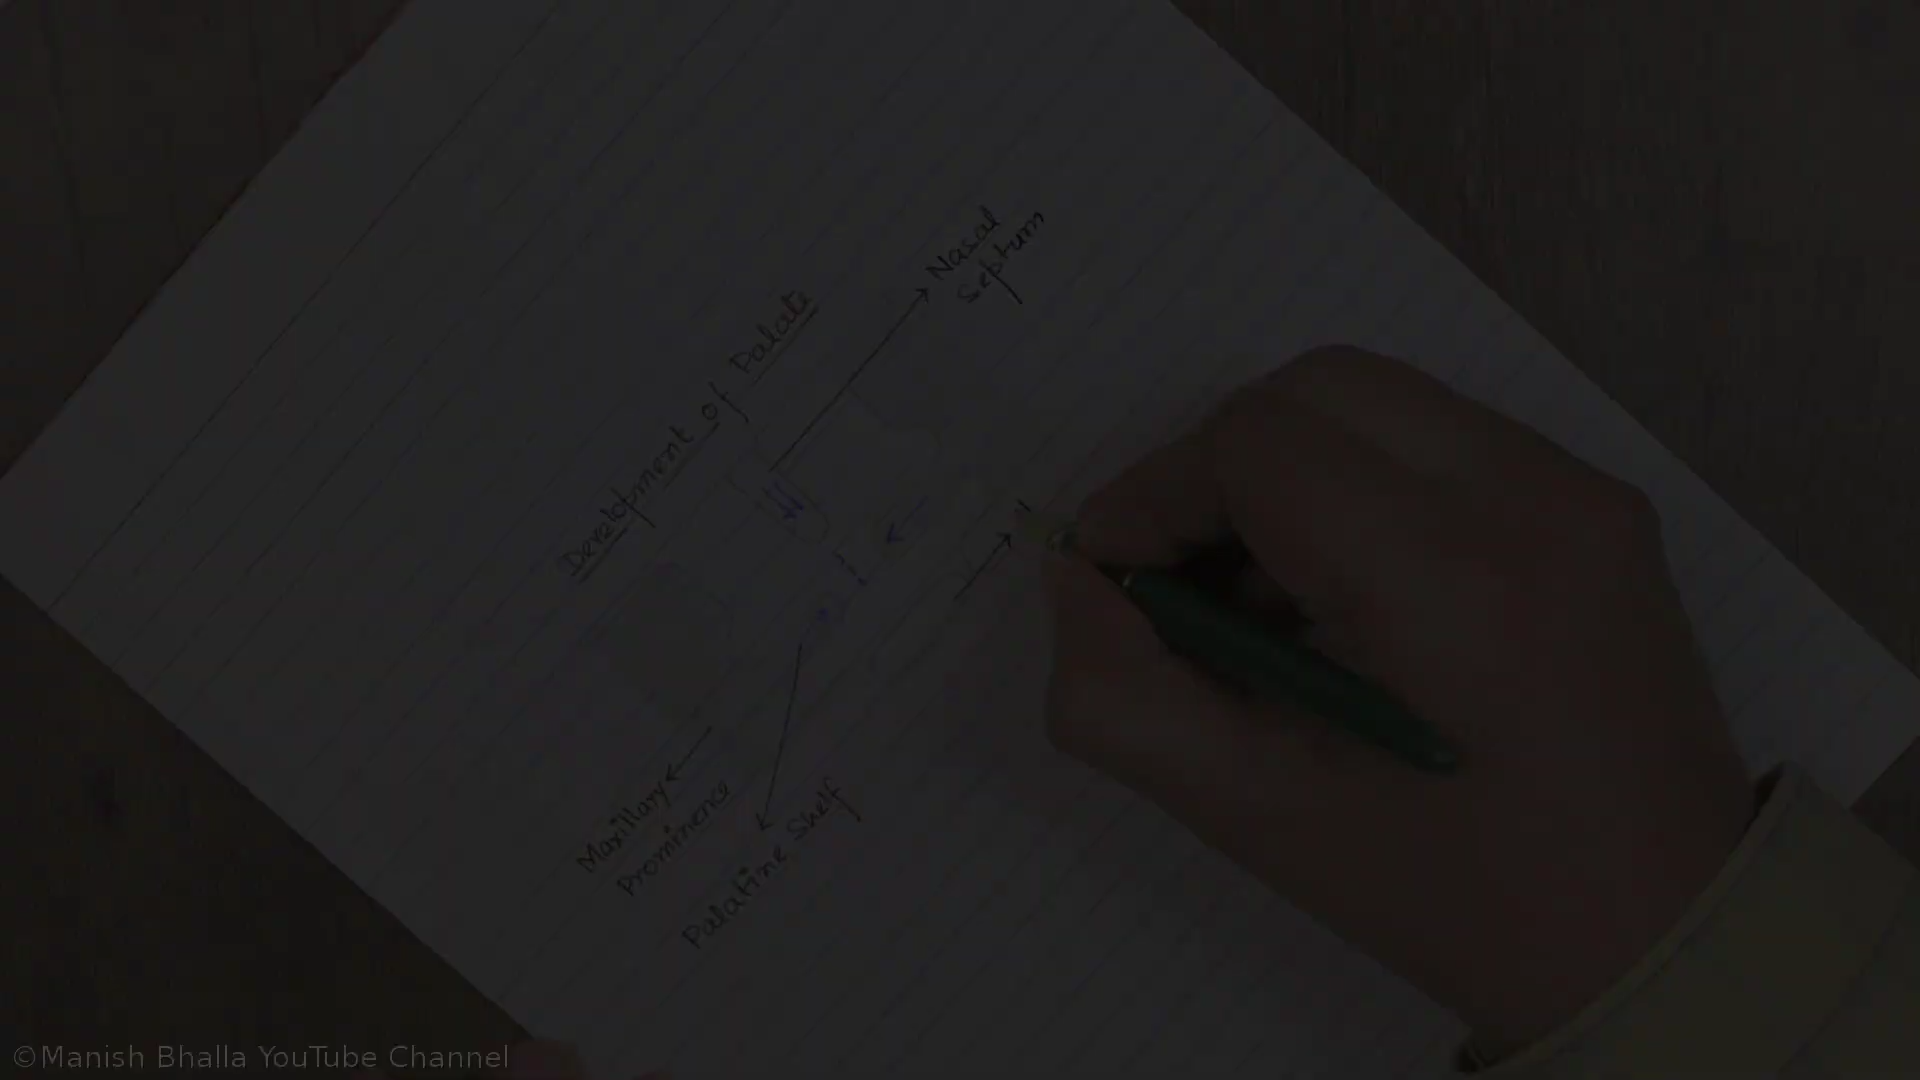 Development of Palate
Nasal
Septum
Maxillary
Prominence
Palatine Shelf
©Manish Bhalla YouTube Channel